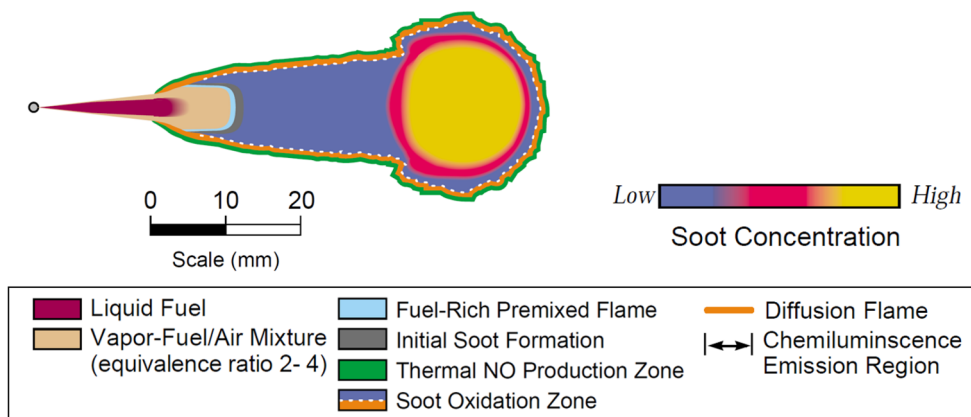 Low
High
Soot Concentration
0 10 20
Scale (mm)
Liquid Fuel
Vapor-Fuel/Air Mixture
(equivalence ratio 2- 4)
Fuel-Rich Premixed Flame
Initial Soot Formation
Thermal NO Production Zone
Soot Oxidation Zone
Diffusion Flame
Chemiluminscence
Emission Region